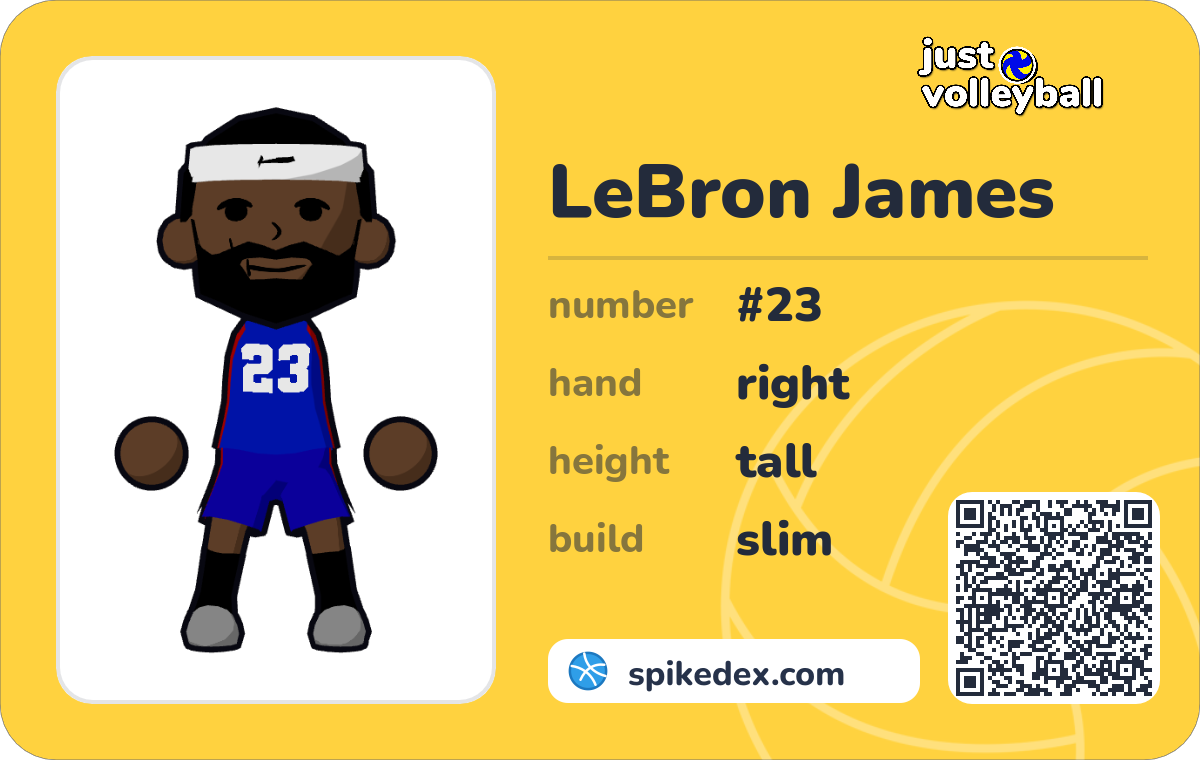 just
volleyball
LeBron James
number #23
hand right
height tall
build slim
23
spikedex.com